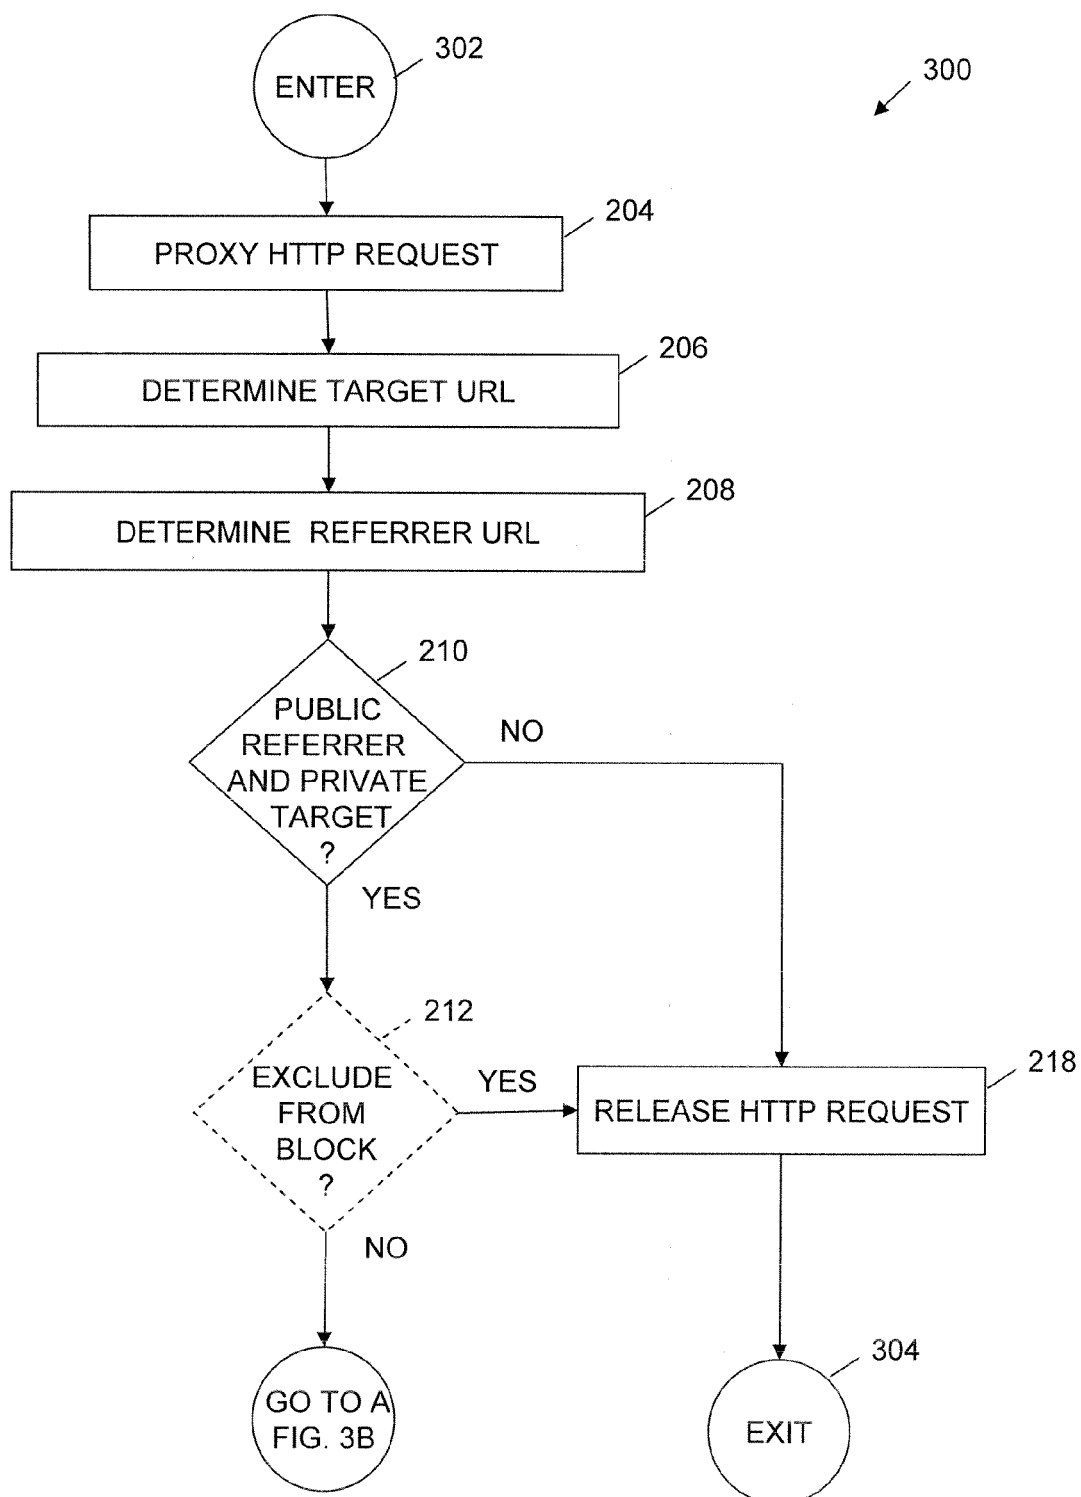 302
ENTER
300
204
PROXY HTTP REQUEST
206
DETERMINE TARGET URL
208
DETERMINE REFERRER URL
210
PUBLIC
REFERRER
AND PRIVATE
TARGET
?
NO
YES
212
EXCLUDE
FROM
BLOCK
?
YES
218
RELEASE HTTP REQUEST
NO
GO TO A
FIG. 3B
304
EXIT